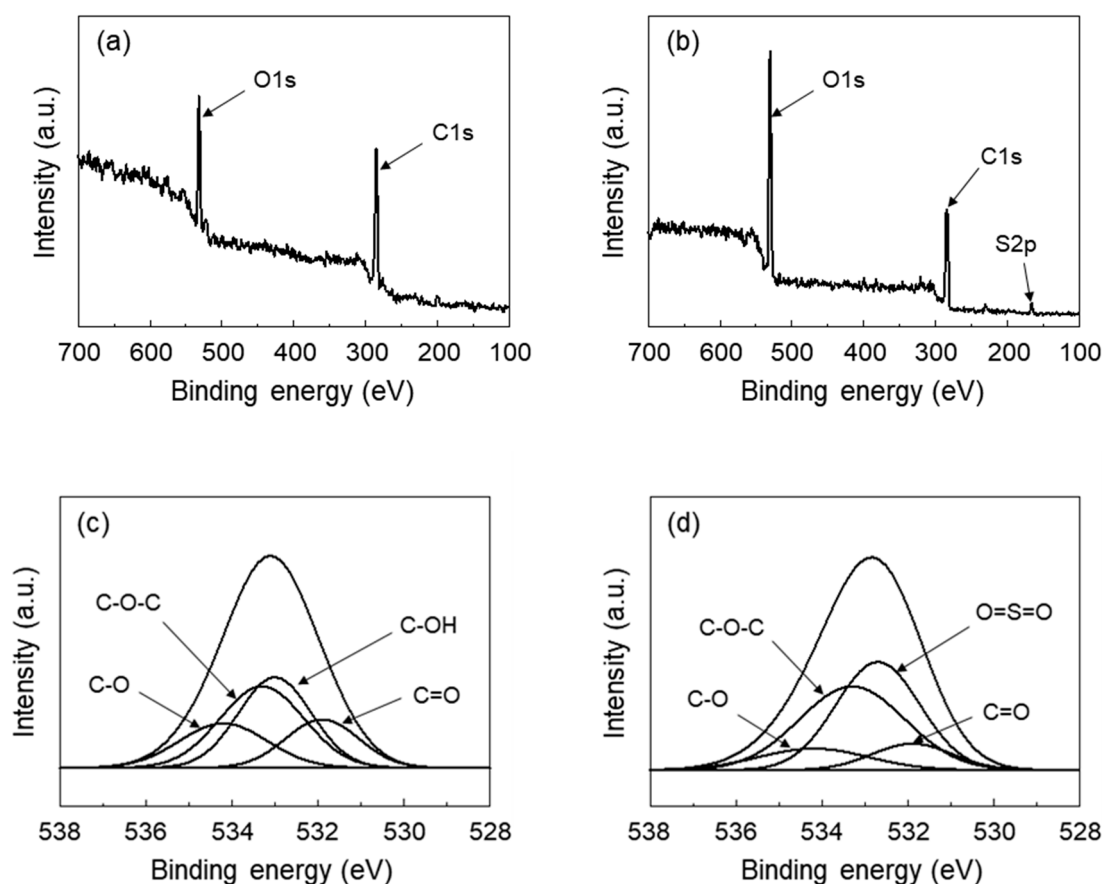 (a)
O1s
C1s
Intensity (a.u.)
700 600 500 400 300 200 100
Binding energy (eV)
(b)
O1s
C1s
S2p
Intensity (a.u.)
700 600 500 400 300 200 100
Binding energy (eV)
(c)
C-O-C
C-OH
C-O
C=O
Intensity (a.u.)
538 536 534 532 530 528
Binding energy (eV)
(d)
O=S=O
C-O-C
C-O
C=O
Intensity (a.u.)
538 536 534 532 530 528
Binding energy (eV)